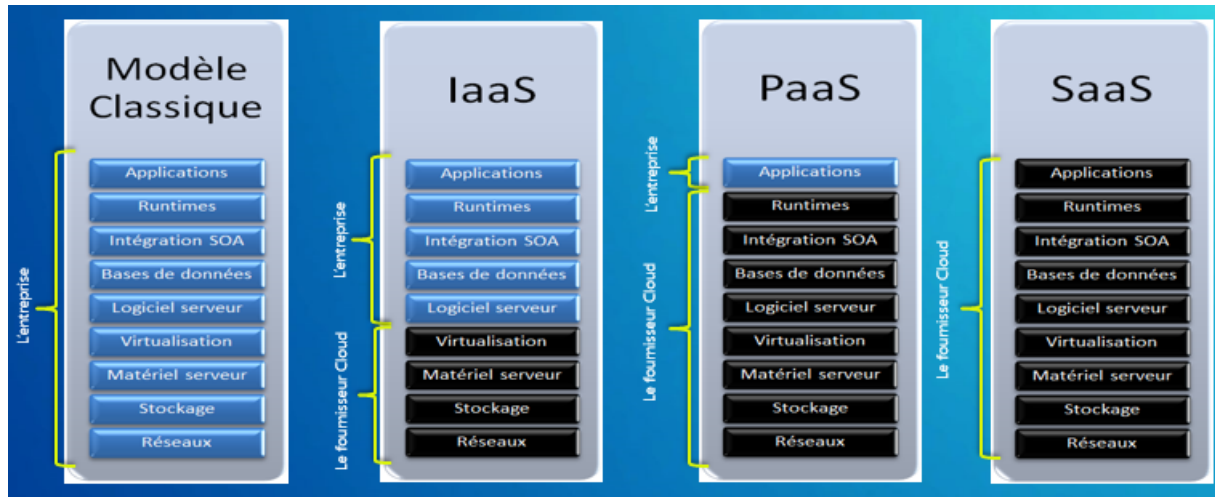 Modèle
Classique
L'entreprise
Applications
Runtimes
Intégration SOA
Bases de données
Logiciel serveur
Virtualisation
Matériel serveur
Stockage
Réseaux
IaaS
L'entreprise
Le fournisseur Cloud
Applications
Runtimes
Intégration SOA
Bases de données
Logiciel serveur
Virtualisation
Matériel serveur
Stockage
Réseaux
PaaS
L'entreprise
Le fournisseur Cloud
Applications
Runtimes
Intégration SOA
Bases de données
Logiciel serveur
Virtualisation
Matériel serveur
Stockage
Réseaux
SaaS
Le fournisseur Cloud
Applications
Runtimes
Intégration SOA
Bases de données
Logiciel serveur
Virtualisation
Matériel serveur
Stockage
Réseaux